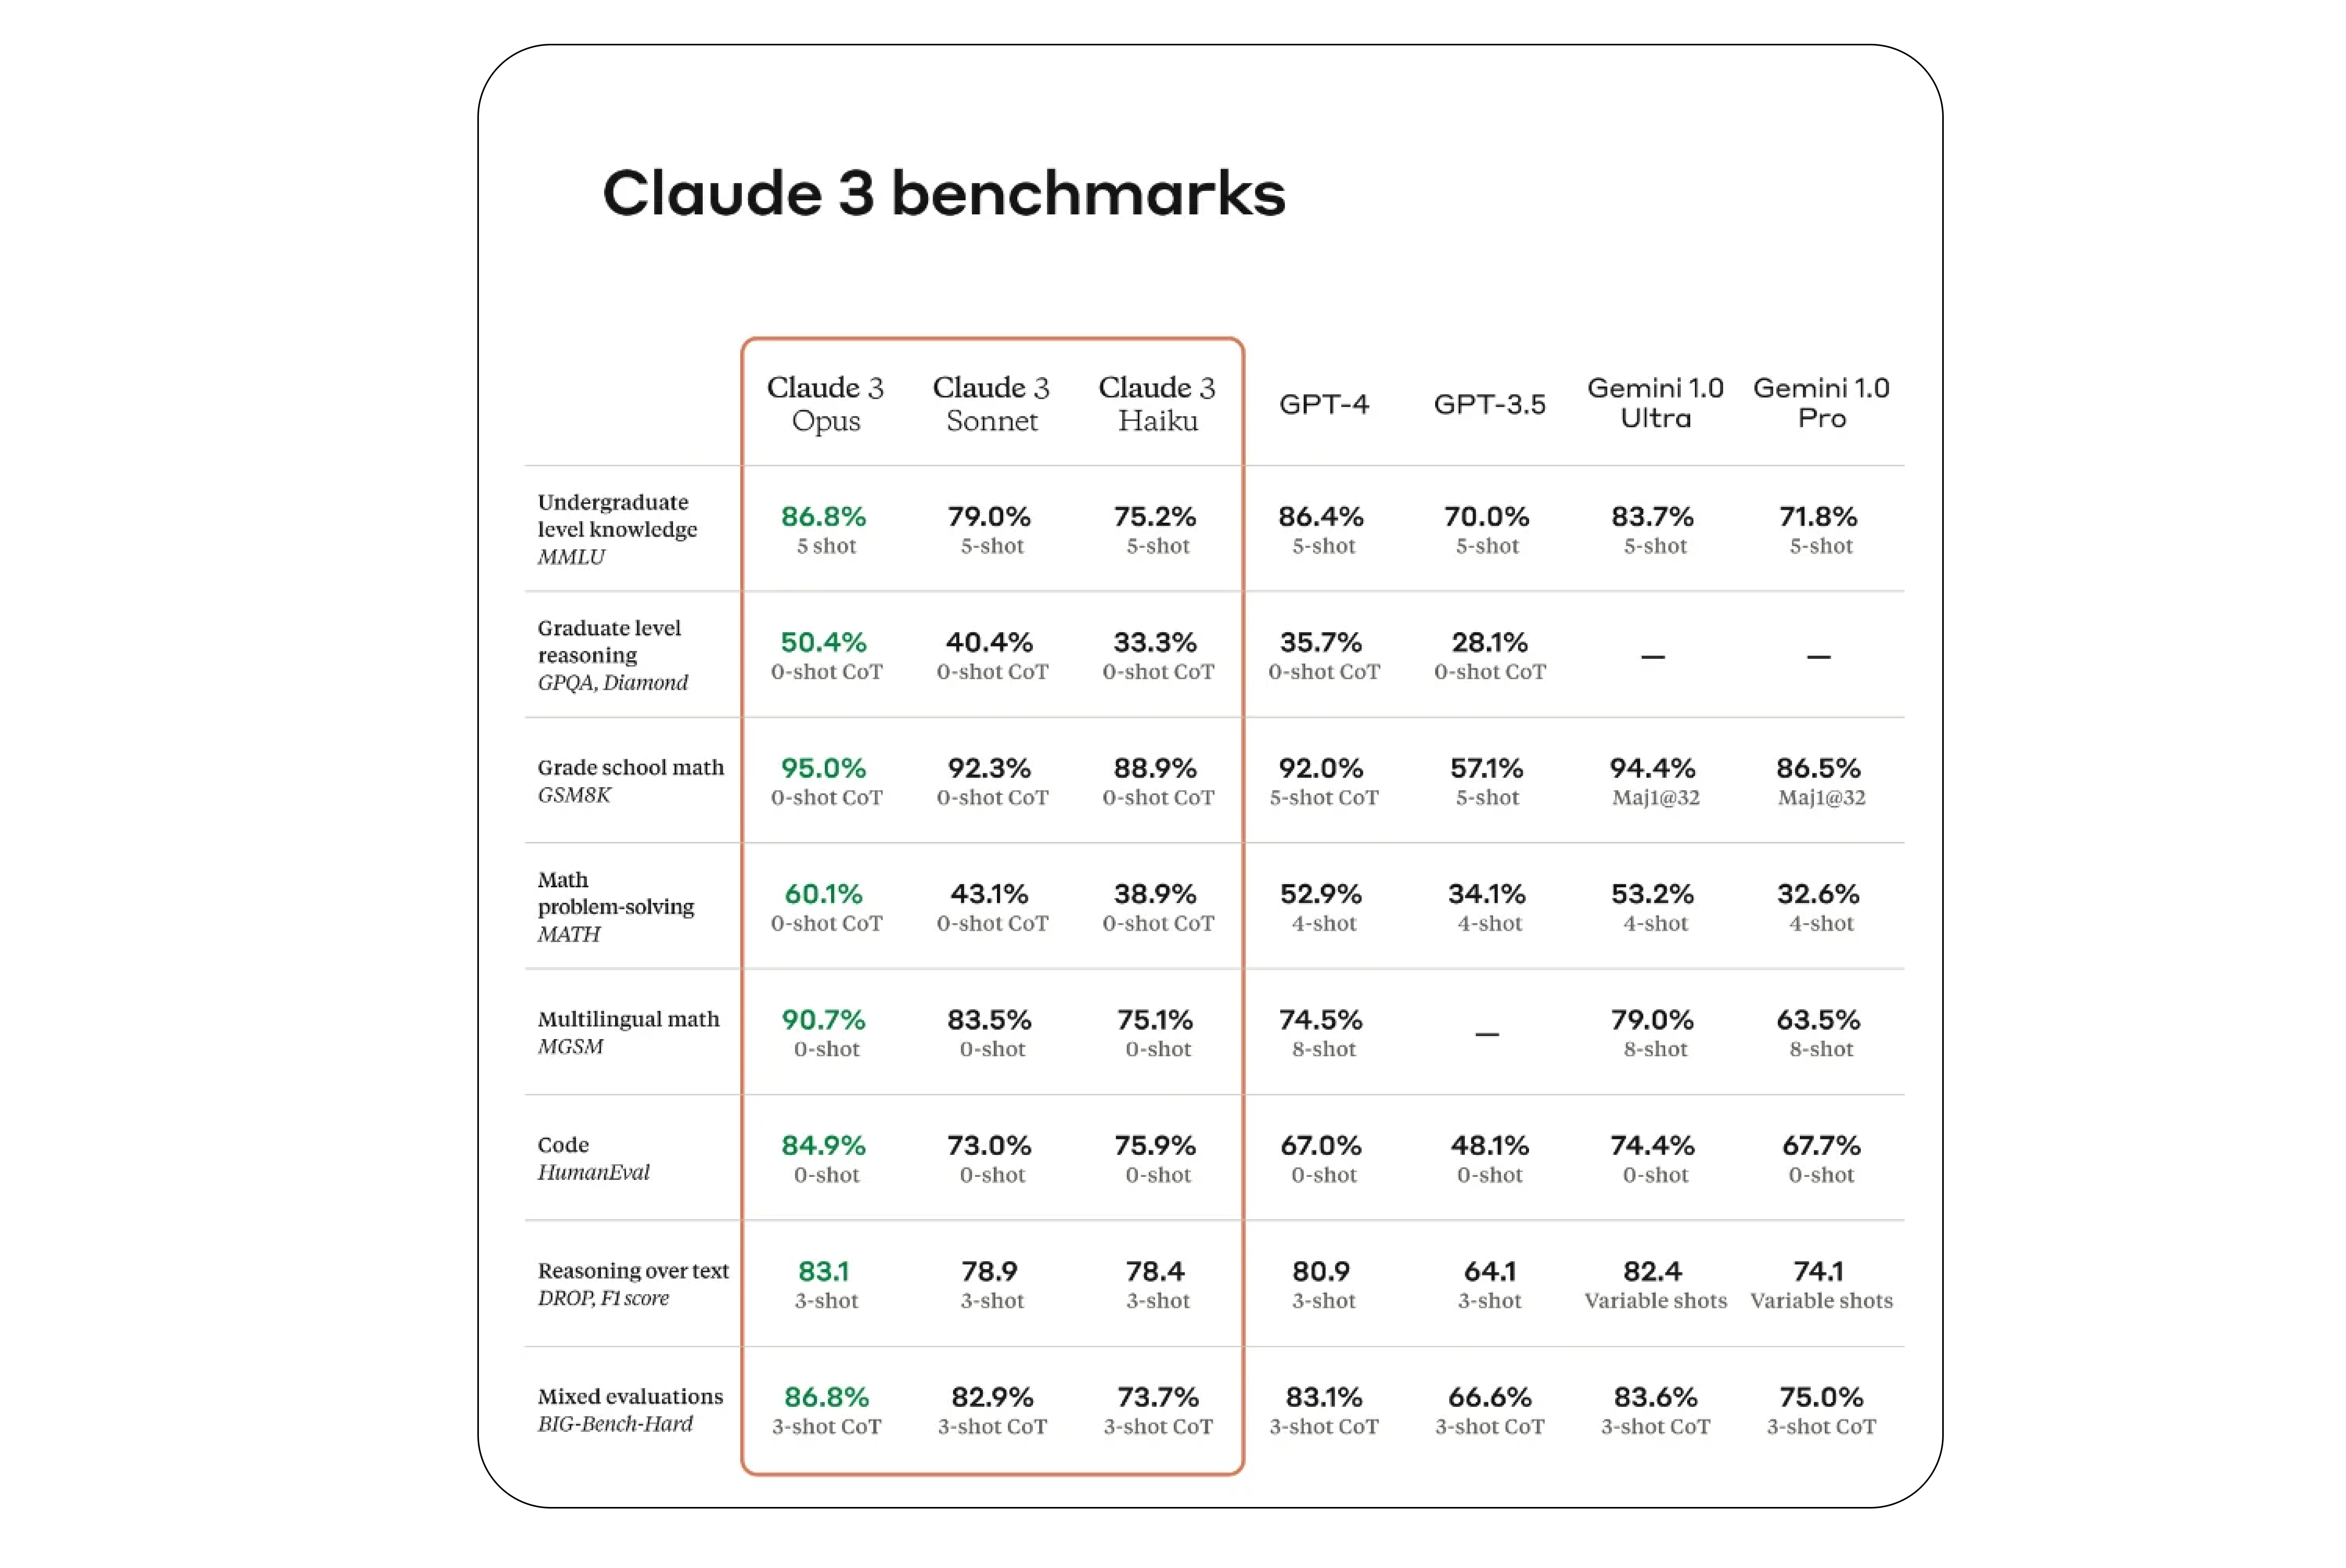 Claude 3 benchmarks
Claude 3 Opus	Claude 3 Sonnet	Claude 3 Haiku	GPT-4	GPT-3.5	Gemini 1.0 Ultra	Gemini 1.0 Pro
Undergraduate level knowledge MMLU	86.8% 5 shot	79.0% 5-shot	75.2% 5-shot	86.4% 5-shot	70.0% 5-shot	83.7% 5-shot	71.8% 5-shot
Graduate level reasoning GPQA, Diamond	50.4% 0-shot CoT	40.4% 0-shot CoT	33.3% 0-shot CoT	35.7% 0-shot CoT	28.1% 0-shot CoT	—	—
Grade school math GSM8K	95.0% 0-shot CoT	92.3% 0-shot CoT	88.9% 0-shot CoT	92.0% 5-shot CoT	57.1% 5-shot	94.4% Maj1@32	86.5% Maj1@32
Math problem-solving MATH	60.1% 0-shot CoT	43.1% 0-shot CoT	38.9% 0-shot CoT	52.9% 4-shot	34.1% 4-shot	53.2% 4-shot	32.6% 4-shot
Multilingual math MGSM	90.7% 0-shot	83.5% 0-shot	75.1% 0-shot	74.5% 8-shot	—	79.0% 8-shot	63.5% 8-shot
Code HumanEval	84.9% 0-shot	73.0% 0-shot	75.9% 0-shot	67.0% 0-shot	48.1% 0-shot	74.4% 0-shot	67.7% 0-shot
Reasoning over text DROP, F1 score	83.1 3-shot	78.9 3-shot	78.4 3-shot	80.9 3-shot	64.1 3-shot	82.4 Variable shots	74.1 Variable shots
Mixed evaluations BIG-Bench-Hard	86.8% 3-shot CoT	82.9% 3-shot CoT	73.7% 3-shot CoT	83.1% 3-shot CoT	66.6% 3-shot CoT	83.6% 3-shot CoT	75.0% 3-shot CoT